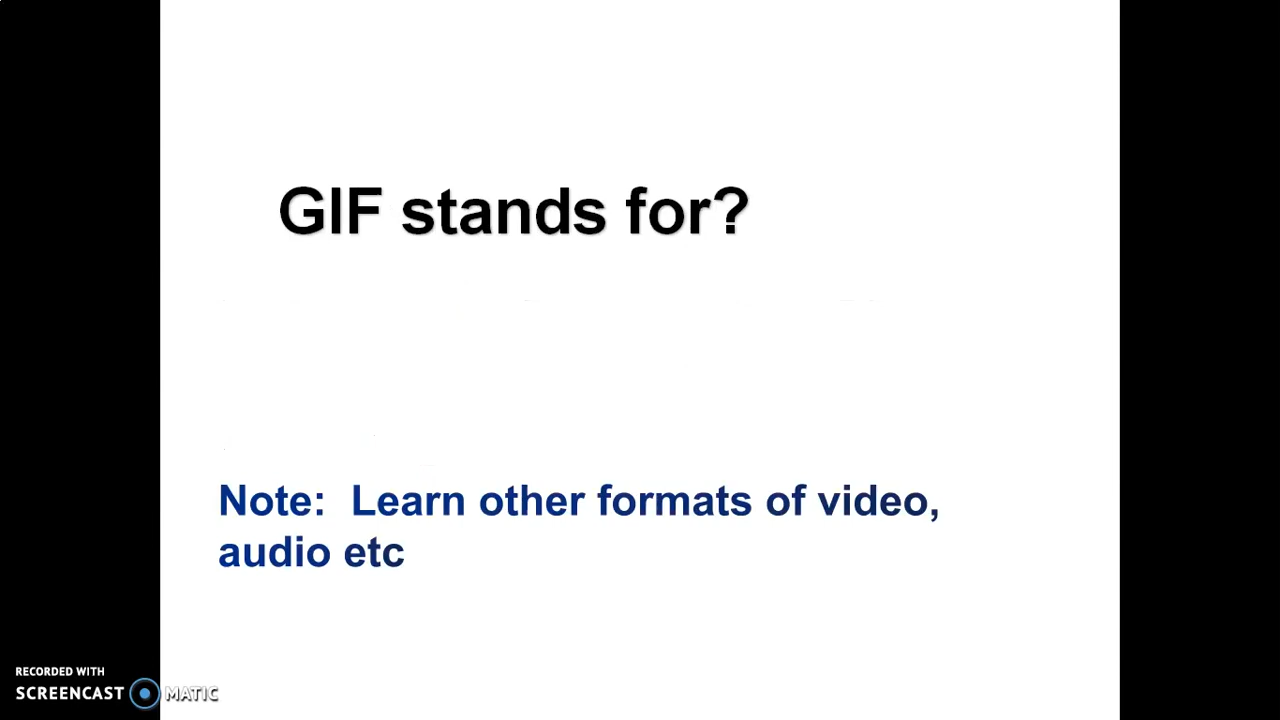 GIF stands for?
Note: Learn other formats of video,
audio etc
RECORDED WITH
SCREENCAST MATIC